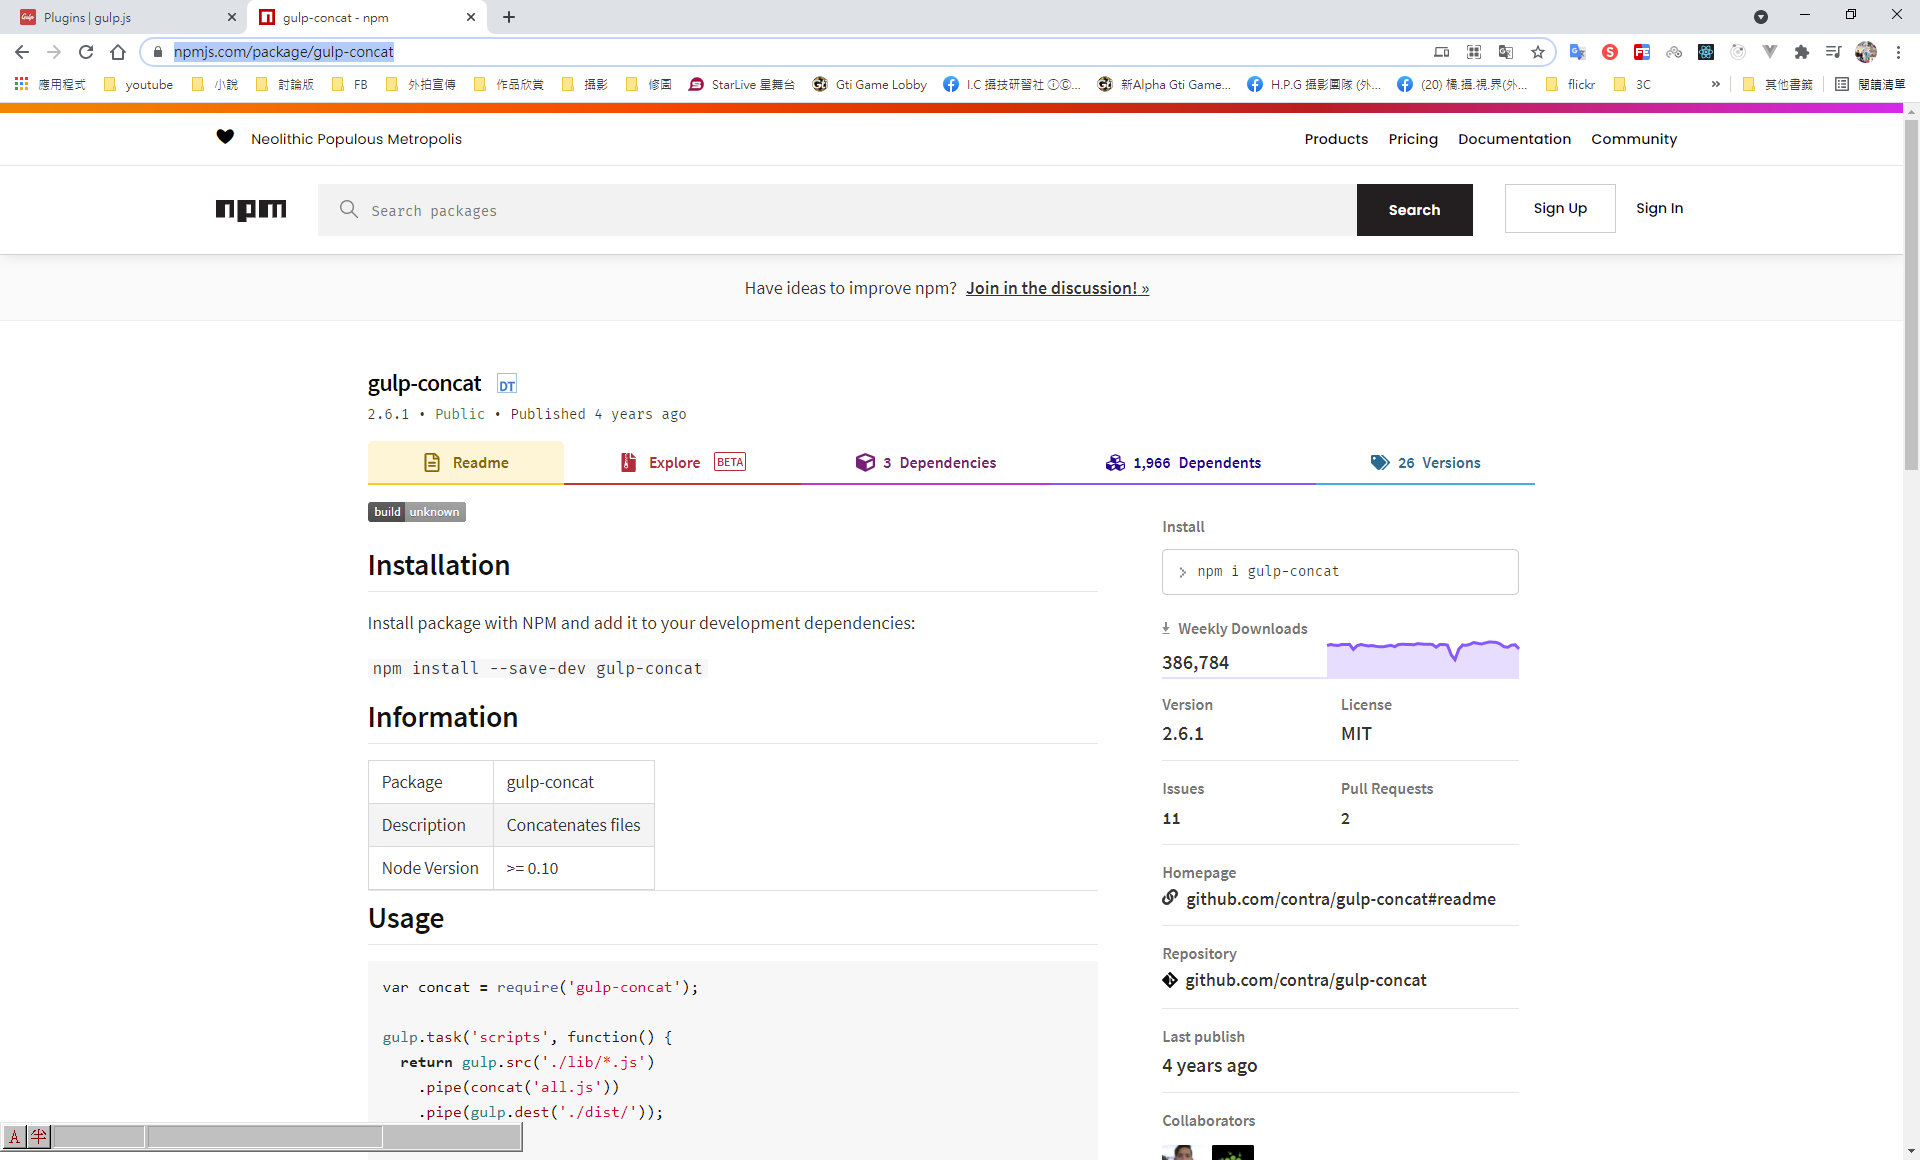 Plugins | gulp.js
gulp-concat - npm
npmjs.com/package/gulp-concat
應用程式 youtube 小說 討論版 FB 外拍宣傳 作品欣賞 攝影 修圖 StarLive 星舞台 Gti Game Lobby I.C 攝技研習社 ⒾⒸ... 新Alpha Gti Game... H.P.G 攝影團隊 (外... (20) 橘.攝.視.界(外... flickr 3C » 其他書籤 閱讀清單
Neolithic Populous Metropolis
Products Pricing Documentation Community
npm
Search packages
Search
Sign Up
Sign In
Have ideas to improve npm? Join in the discussion! »
gulp-concat DT
2.6.1 • Public • Published 4 years ago
Readme
Explore BETA
3 Dependencies
1,966 Dependents
26 Versions
build unknown
Installation
Install package with NPM and add it to your development dependencies:
npm install --save-dev gulp-concat
Information
Package gulp-concat
Description Concatenates files
Node Version >= 0.10
Usage
var concat = require('gulp-concat');
gulp.task('scripts', function() {
return gulp.src('./lib/*.js')
.pipe(concat('all.js'))
.pipe(gulp.dest('./dist/'));
A 半
Install
npm i gulp-concat
Weekly Downloads
386,784
Version License
2.6.1 MIT
Issues Pull Requests
11 2
Homepage
github.com/contra/gulp-concat#readme
Repository
github.com/contra/gulp-concat
Last publish
4 years ago
Collaborators